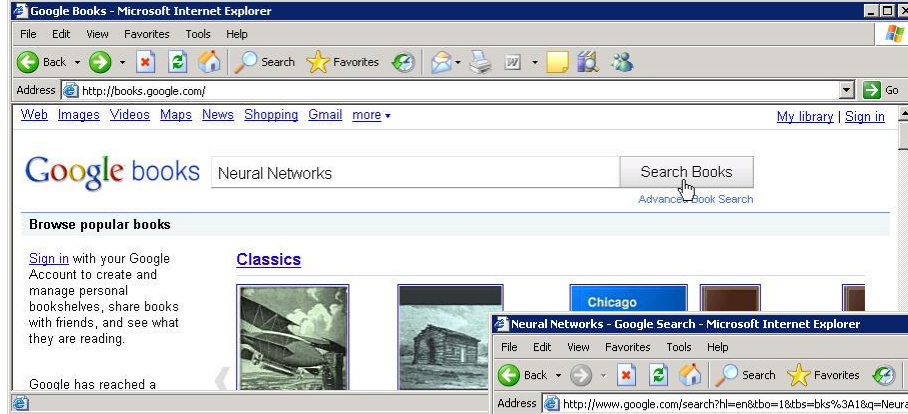 Google Books - Microsoft Internet Explorer
File Edit View Favorites Tools Help
Back Search Favorites
Address http://books.google.com/ Go
Web Images Videos Maps News Shopping Gmail more My library | Sign in
Google books Neural Networks Search Books
Advanced Book Search
Browse popular books
Sign in with your Google
Account to create and
manage personal
bookshelves, share books
with friends, and see what
they are reading.
Google has reached a
Classics
Chicago
Neural Networks - Google Search - Microsoft Internet Explorer
File Edit View Favorites Tools Help
Back Search Favorites
Address http://www.google.com/search?hl=en&tbo=1&tbs=bks%3A1&q=Neura